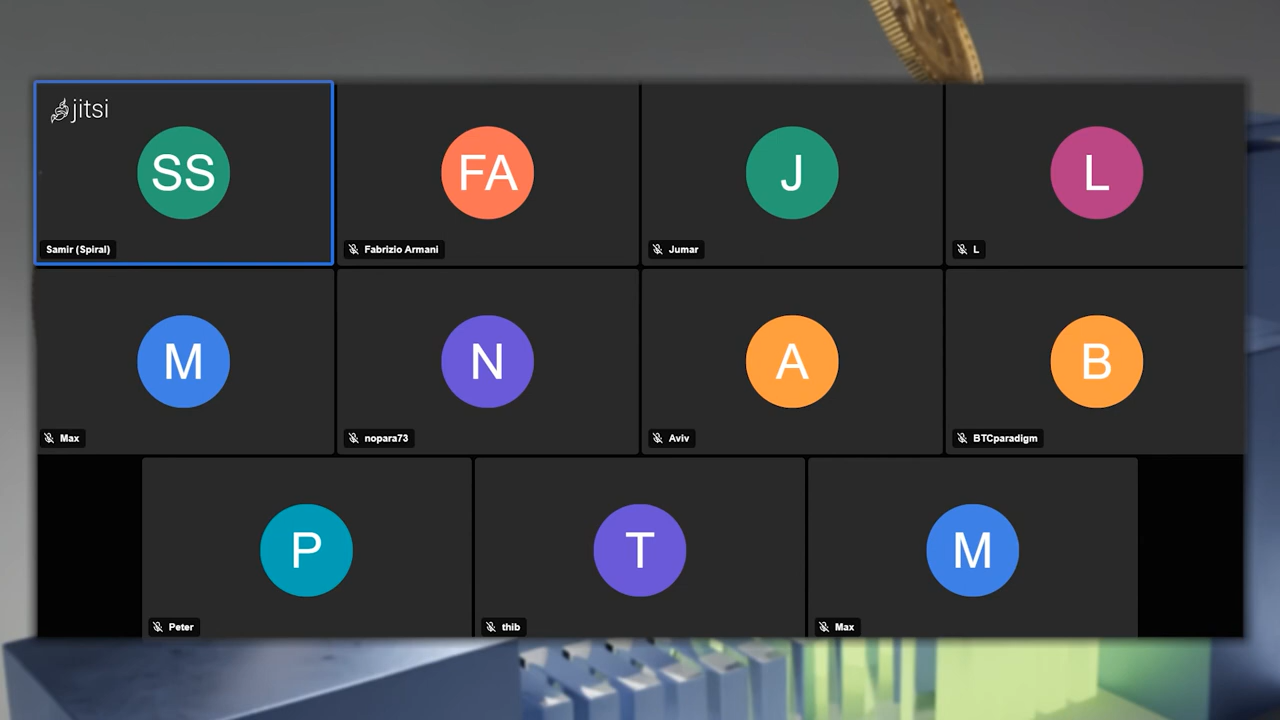 jitsi
SS
Samir (Spiral)
FA
Fabrizio Armani
J
Jumar
L
L
M
Max
N
nopara73
A
Aviv
B
BTCparadigm
P
Peter
T
thib
M
Max